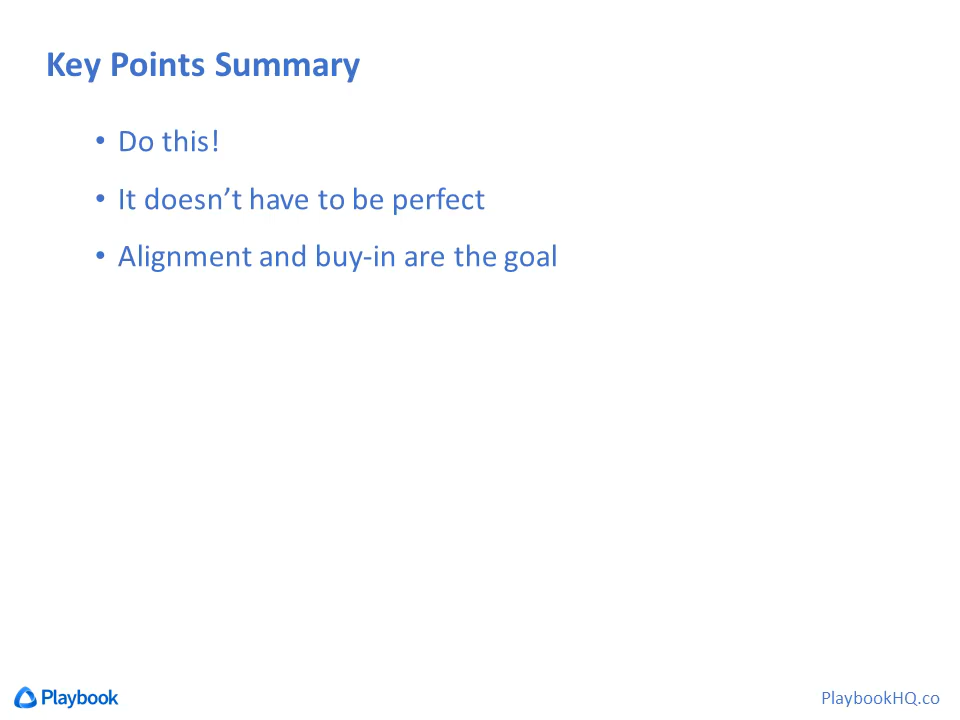 Key Points Summary
• Do this!
• It doesn’t have to be perfect
• Alignment and buy-in are the goal
Playbook
PlaybookHQ.co